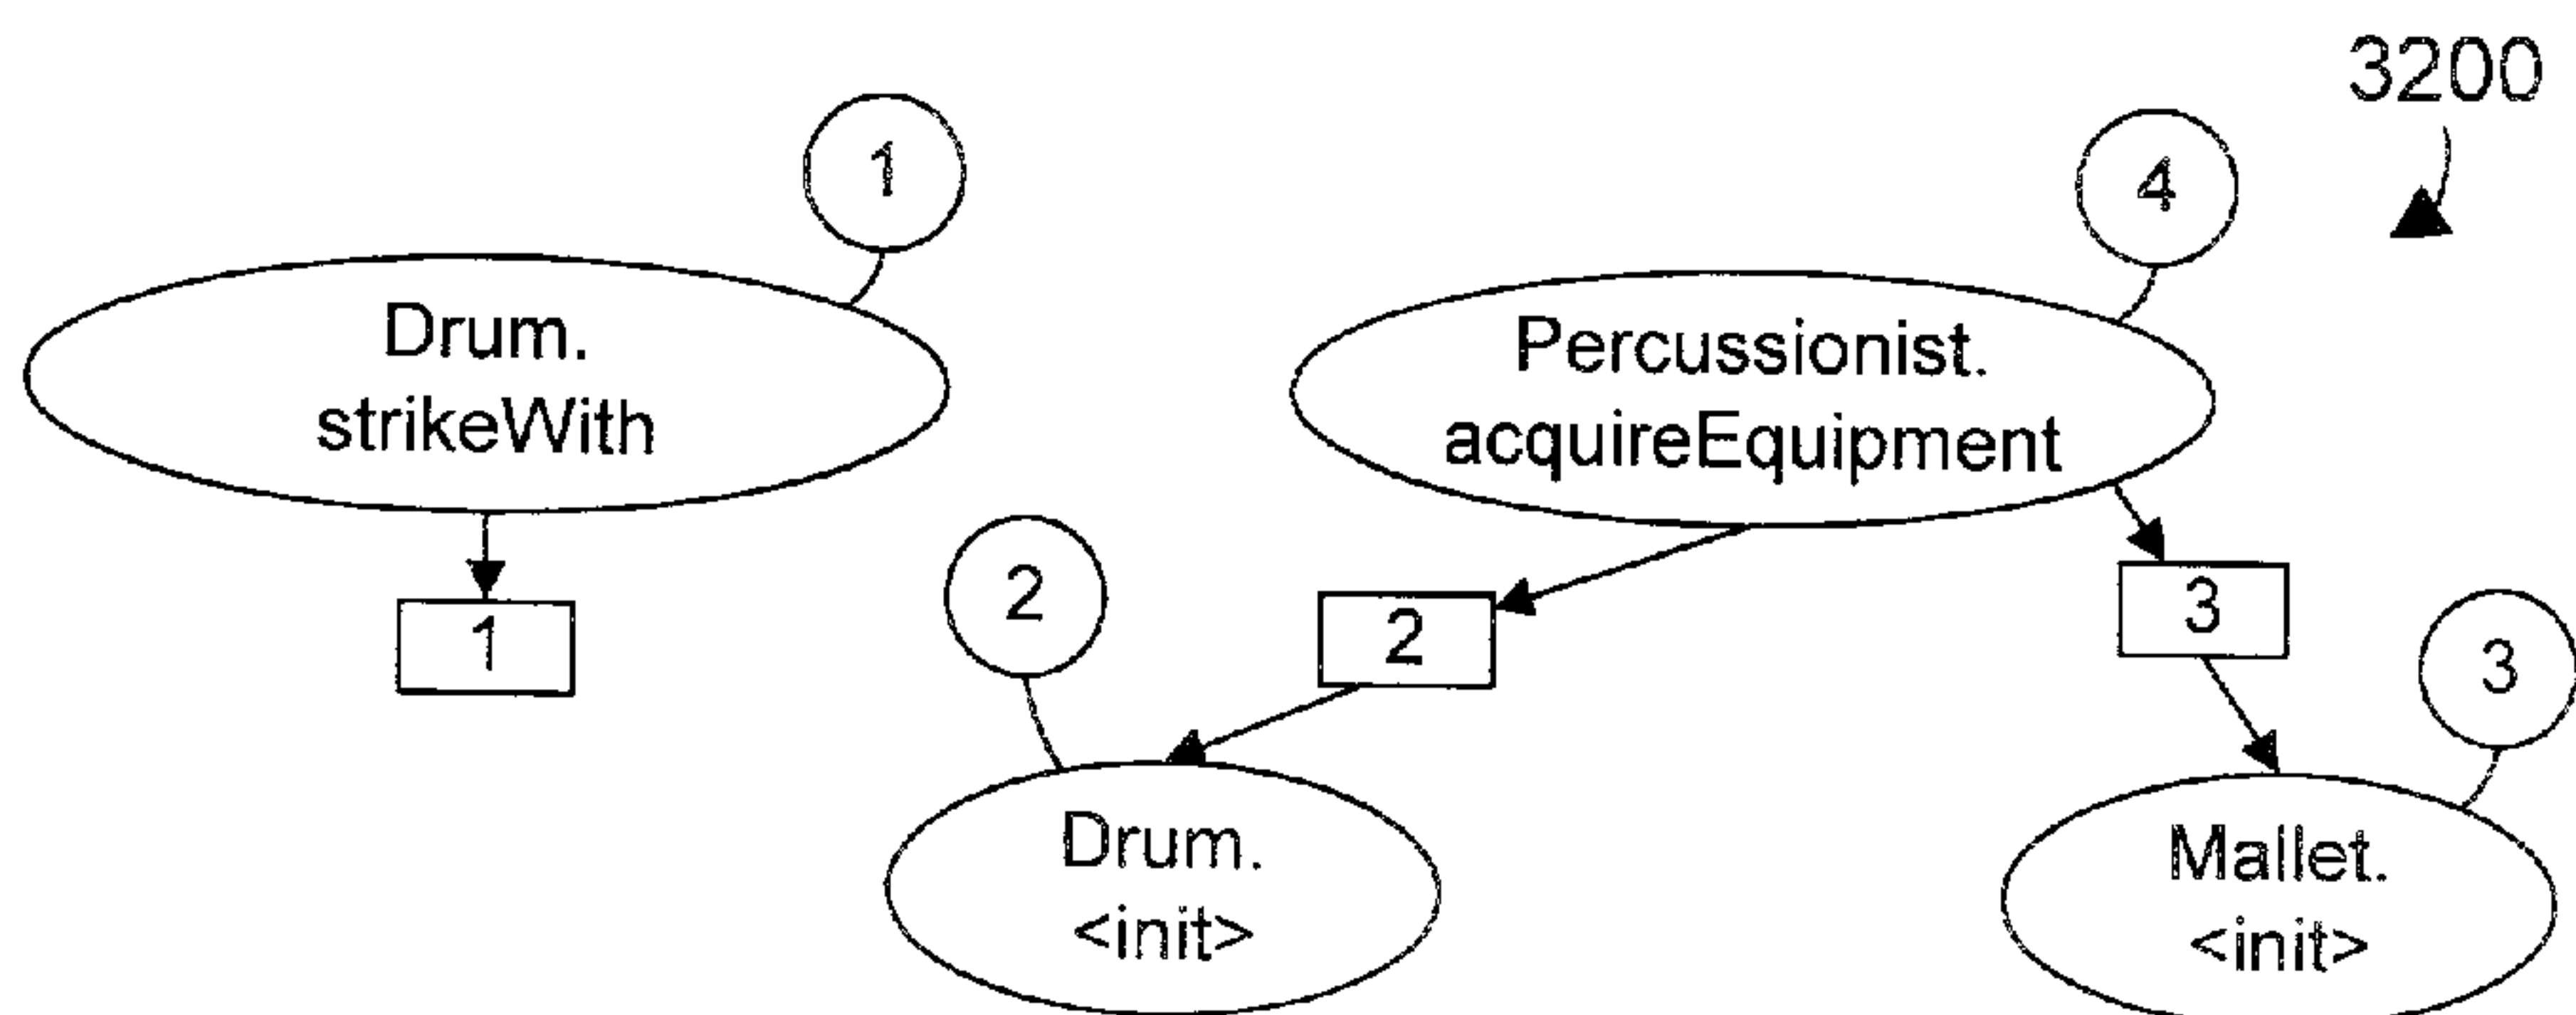 3200
1
4
Drum.
strikeWith
Percussionist.
acquireEquipment
1
2
2
3
3
Drum.
<init>
Mallet.
<init>